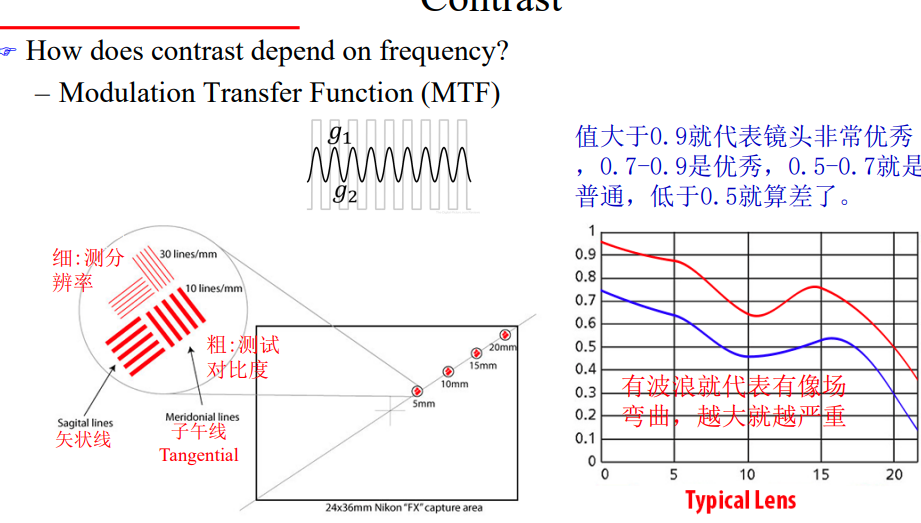 Contrast
☞ How does contrast depend on frequency?
– Modulation Transfer Function (MTF)
g1
g2
值大于0.9就代表镜头非常优秀
，0.7-0.9是优秀，0.5-0.7就是
普通，低于0.5就算差了。
细:测分
辨率
30 lines/mm
10 lines/mm
粗:测试
对比度
Sagital lines
矢状线
Meridonial lines
子午线
Tangential
20mm
15mm
10mm
5mm
24x36mm Nikon "FX" capture area
1
0.9
0.8
0.7
0.6
0.5
0.4
0.3
0.2
0.1
0
有波浪就代表有像场
弯曲，越大就越严重
0 5 10 15 20
Typical Lens